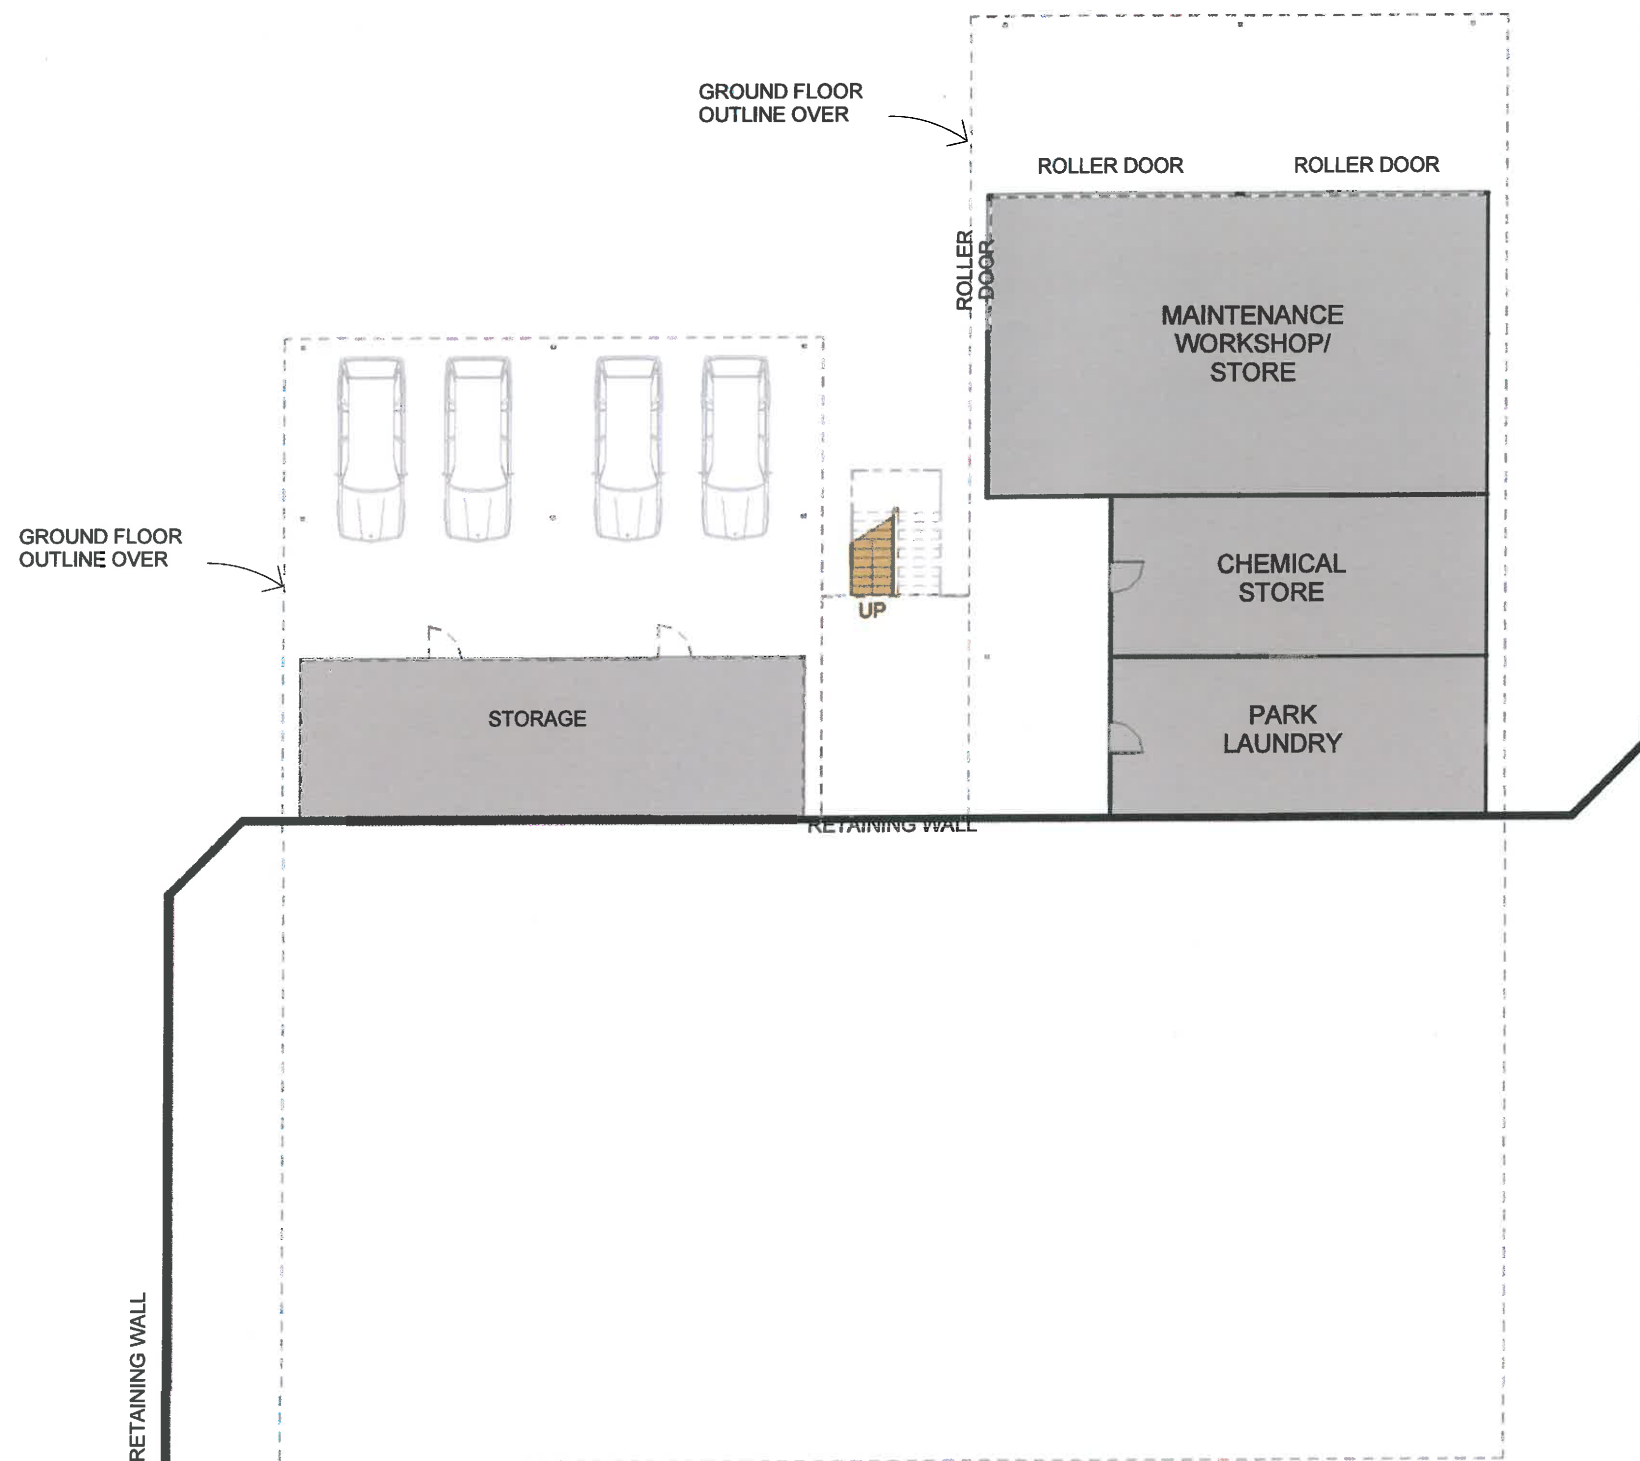 GROUND FLOOR
OUTLINE OVER
ROLLER DOOR
ROLLER DOOR
ROLLER
DOOR
MAINTENANCE
WORKSHOP/
STORE
GROUND FLOOR
OUTLINE OVER
CHEMICAL
STORE
UP
STORAGE
PARK
LAUNDRY
RETAINING WALL
RETAINING WALL